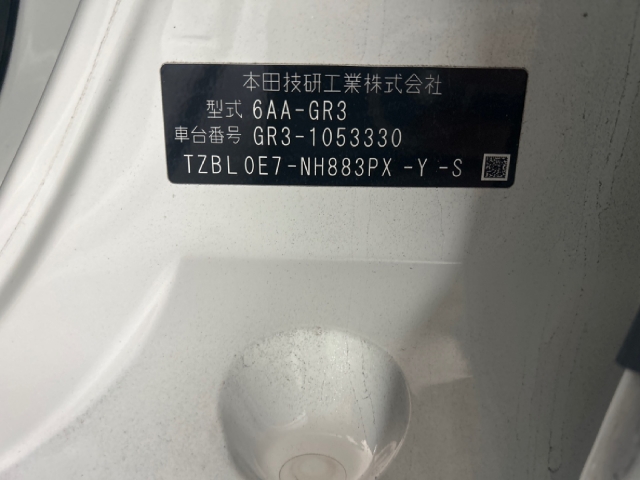 本田技研工業株式会社
型式 6AA-GR3
車台番号 GR3-1053330
TZBL0E7-NH883PX-Y-S